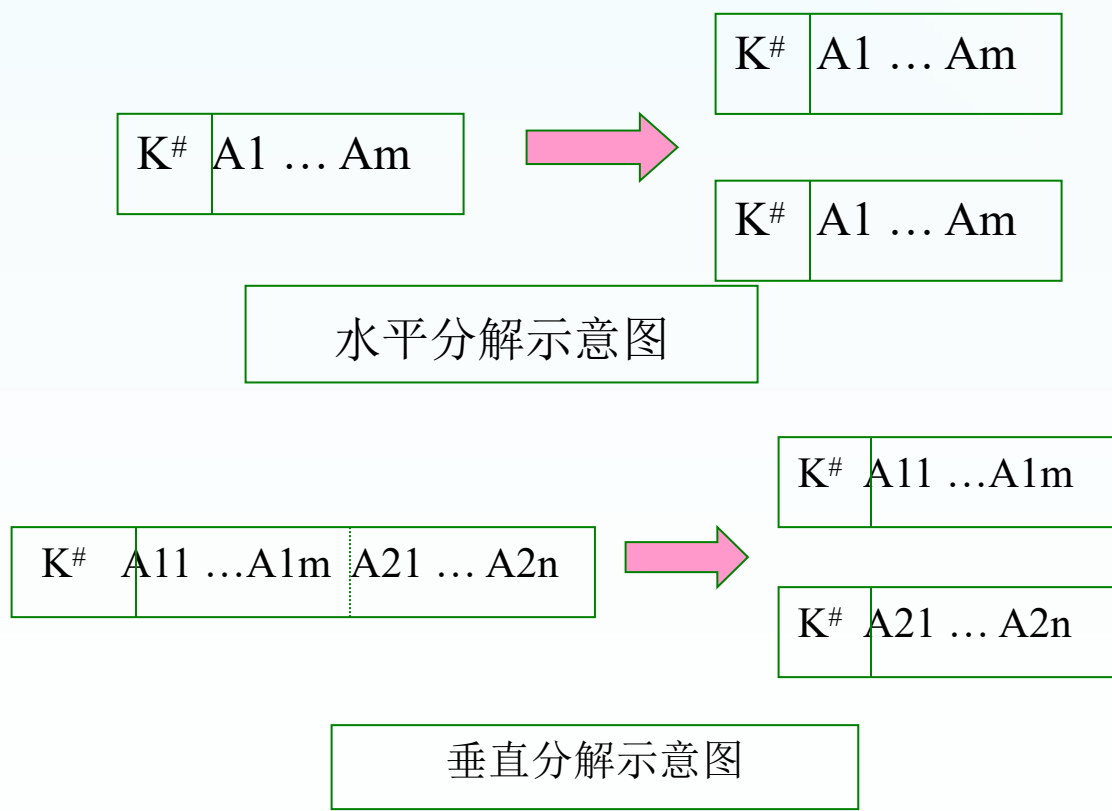 K# A1 … Am
K# A1 … Am
K# A1 … Am
水平分解示意图
K# A11 …A1m
K# A11 …A1m A21 … A2n
K# A21 … A2n
垂直分解示意图